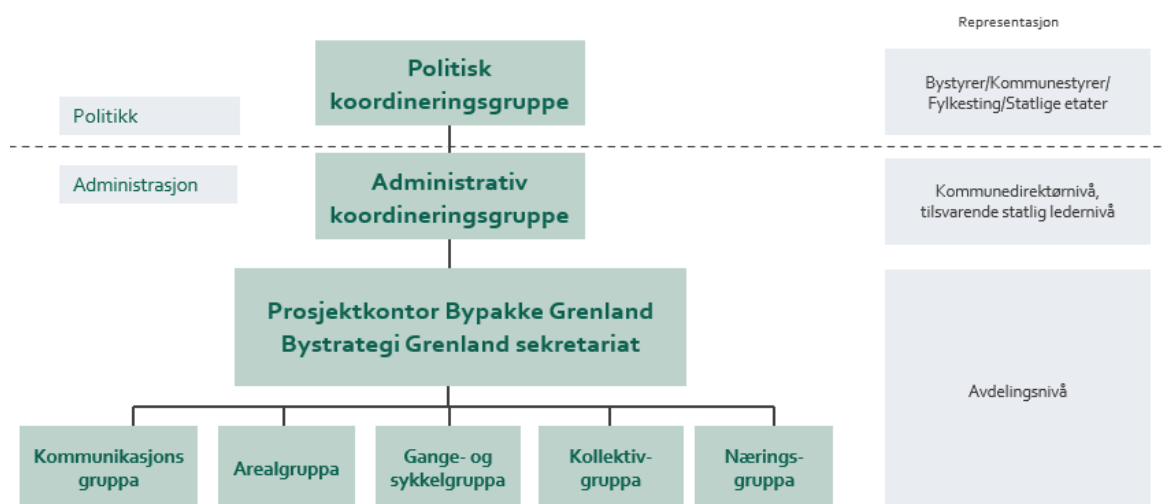 Representasjon
Politisk
koordineringsgruppe
Bystyrer/Kommunestyrer/
Fylkesting/Statlige etater
Politikk
Administrasjon
Administrativ
koordineringsgruppe
Kommunedirektørnivå,
tilsvarende statlig ledernivå
Prosjektkontor Bypakke Grenland
Bystrategi Grenland sekretariat
Avdelingsnivå
Kommunikasjons
gruppa
Arealgruppa
Gange- og
sykkelgruppa
Kollektiv-
gruppa
Nærings-
gruppa